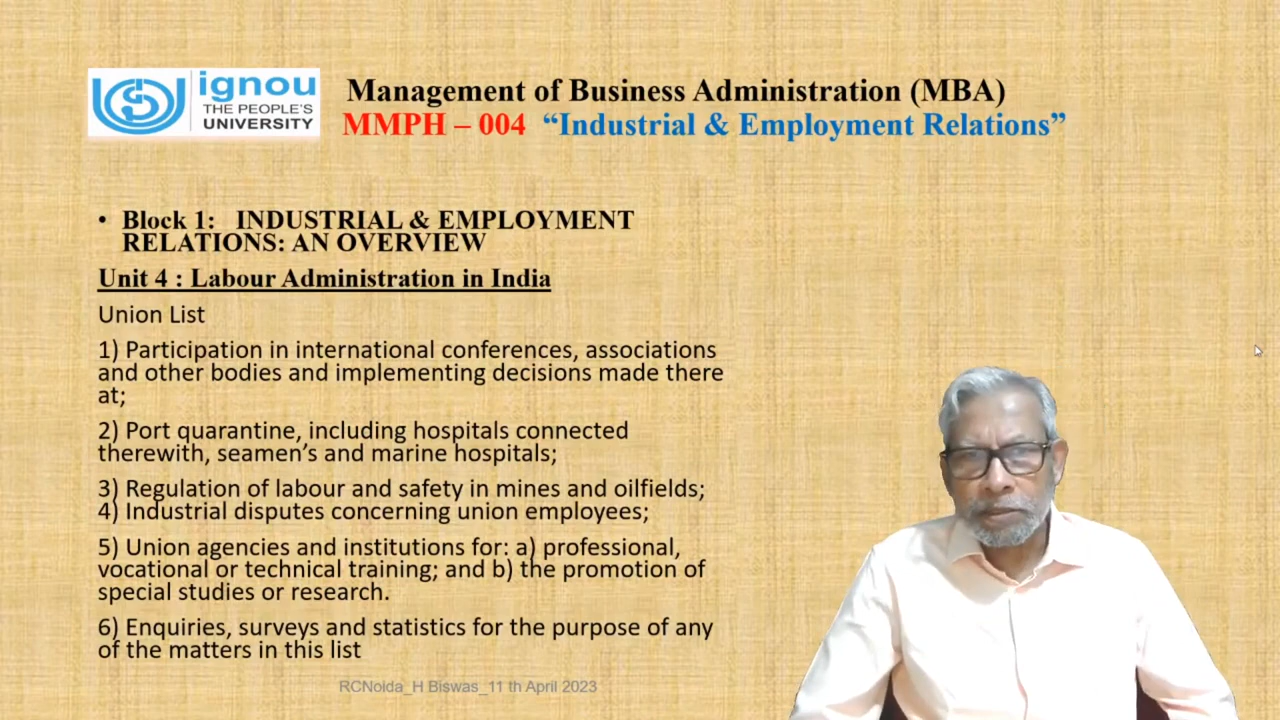 ignou
THE PEOPLE'S
UNIVERSITY
Management of Business Administration (MBA)
MMPH – 004 “Industrial & Employment Relations”
• Block 1: INDUSTRIAL & EMPLOYMENT
RELATIONS: AN OVERVIEW
Unit 4 : Labour Administration in India
Union List
1) Participation in international conferences, associations
and other bodies and implementing decisions made there
at;
2) Port quarantine, including hospitals connected
therewith, seamen’s and marine hospitals;
3) Regulation of labour and safety in mines and oilfields;
4) Industrial disputes concerning union employees;
5) Union agencies and institutions for: a) professional,
vocational or technical training; and b) the promotion of
special studies or research.
6) Enquiries, surveys and statistics for the purpose of any
of the matters in this list
RCNoida_H Biswas_11 th April 2023